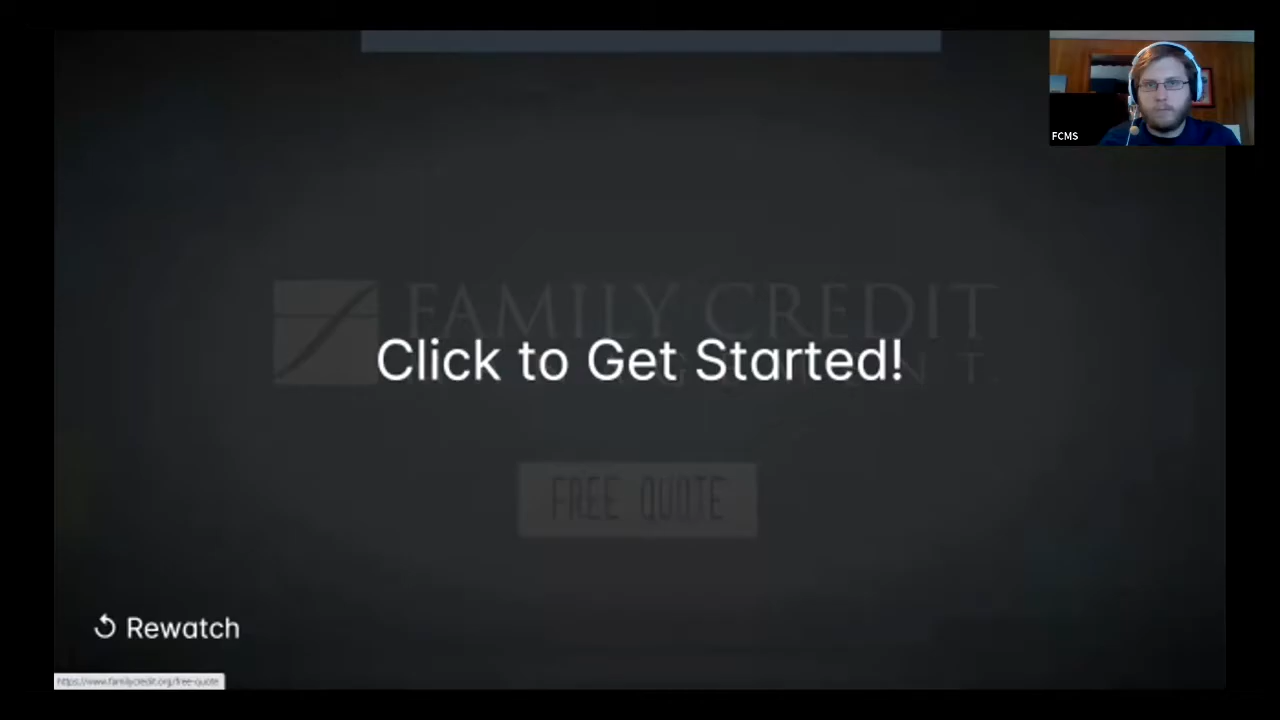 FCMS
FAMILY CREDIT
Click to Get Started!
FREE QUOTE
Rewatch
https://www.familycredit.org/free-quote